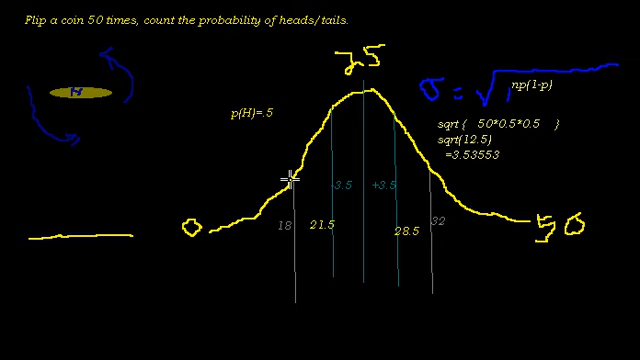 Flip a coin 50 times, count the probability of heads/tails.
25
H
σ = √ np(1-p)
p(H)=.5
sqrt { 50*0.5*0.5 }
sqrt(12.5)
=3.53553
-3.5 +3.5
0 18 21.5 28.5 32 50